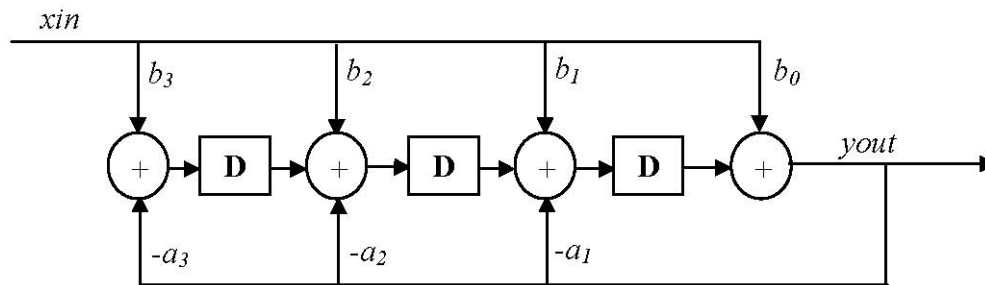 xin
b₃ b₂ b₁ b₀
+ D + D + D + yout
-a₃ -a₂ -a₁